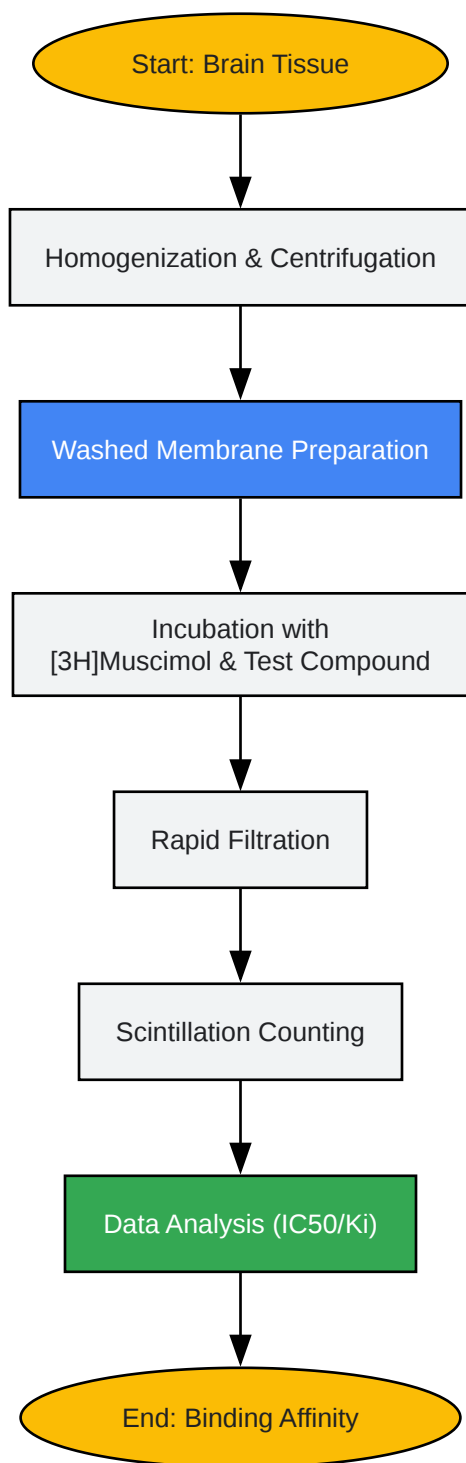 Start: Brain Tissue
Homogenization & Centrifugation
Washed Membrane Preparation
Incubation with
[3H]Muscimol & Test Compound
Rapid Filtration
Scintillation Counting
Data Analysis (IC50/Ki)
End: Binding Affinity